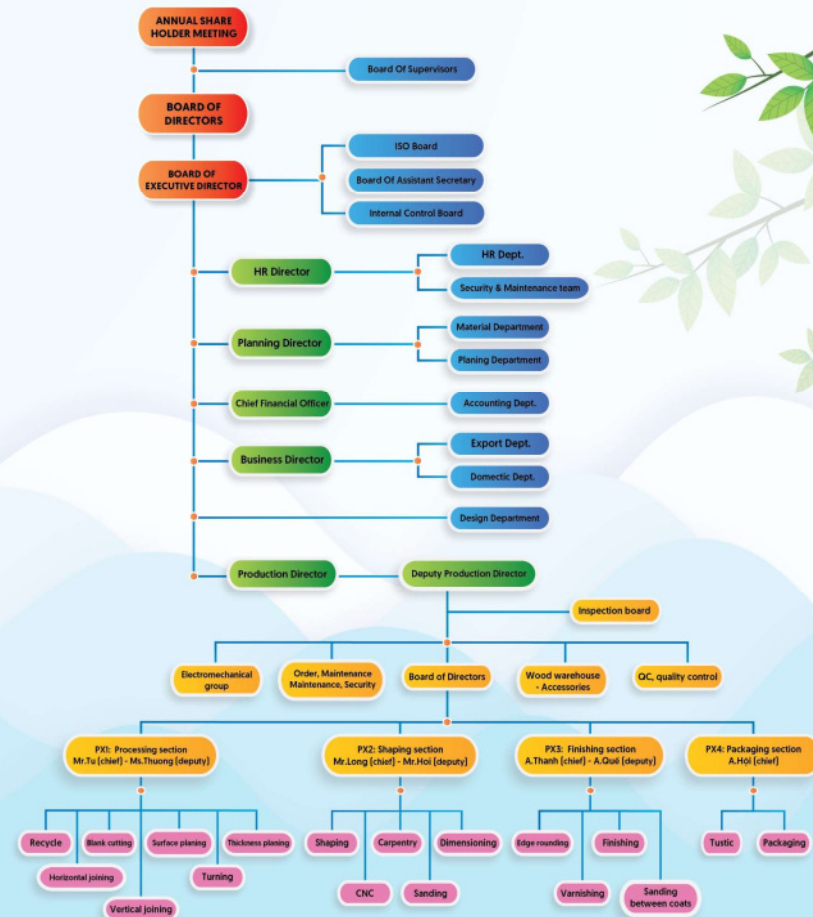 ANNUAL SHARE
HOLDER MEETING
Board Of Supervisors
BOARD OF
DIRECTORS
BOARD OF
EXECUTIVE DIRECTOR
ISO Board
Board Of Assistant Secretary
Internal Control Board
HR Director
HR Dept.
Security & Maintenance team
Planning Director
Material Department
Planing Department
Chief Financial Officer
Accounting Dept.
Business Director
Export Dept.
Domectic Dept.
Design Department
Production Director
Deputy Production Director
Inspection board
Electromechanical
group
Order, Maintenance
Maintenance, Security
Board of Directors
Wood warehouse
- Accessories
QC, quality control
PX1: Processing section
Mr.Tu [chief] - Ms.Thuong [deputy]
PX2: Shaping section
Mr.Long [chief] - Mr.Hoi [deputy]
PX3: Finishing section
A.Thanh [chief] - A.Quế [deputy]
PX4: Packaging section
A.Hội [chief]
Recycle
Blank cutting
Surface planing
Thickness planing
Horizontal joining
Turning
Vertical joining
Shaping
Carpentry
Dimensioning
CNC
Sanding
Edge rounding
Finishing
Varnishing
Sanding
between coats
Tustic
Packaging